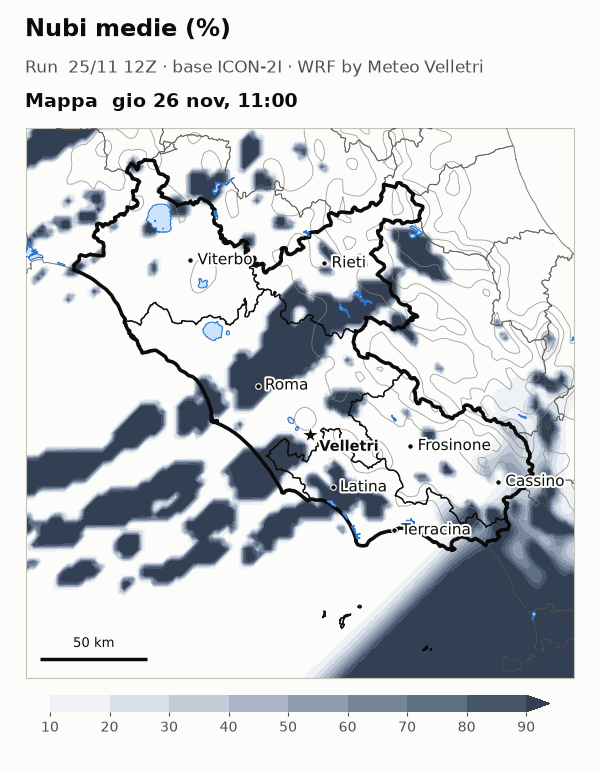 Nubi medie (%)
Run  25/11 12Z · base ICON-2I · WRF by Meteo Velletri
Mappa  gio 26 nov, 11:00
Viterbo
Rieti
Roma
Velletri
Frosinone
Latina
Cassino
Terracina
50 km
10 20 30 40 50 60 70 80 90